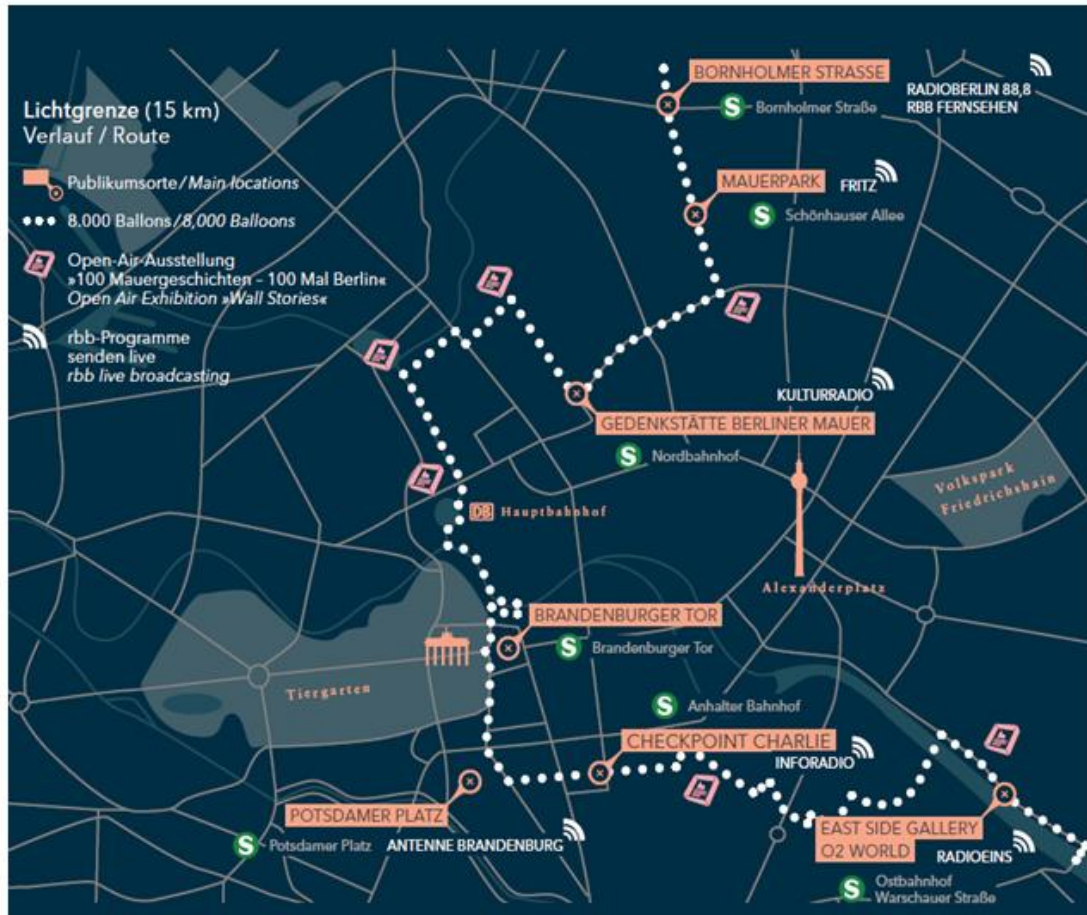 Lichtgrenze (15 km)
Verlauf / Route
Publikumsorte / Main locations
8.000 Ballons / 8,000 Balloons
Open-Air-Ausstellung
»100 Mauergeschichten – 100 Mal Berlin«
Open Air Exhibition »Wall Stories«
rbb-Programme
senden live
rbb live broadcasting
BORNHOLMER STRASSE
RADIOBERLIN 88,8
RBB FERNSEHEN
S Bornholmer Straße
MAUERPARK
FRITZ
S Schönhauser Allee
KULTURRADIO
GEDENKSTÄTTE BERLINER MAUER
S Nordbahnhof
Volkspark
Friedrichshain
DB Hauptbahnhof
Alexanderplatz
BRANDENBURGER TOR
S Brandenburger Tor
Tiergarten
S Anhalter Bahnhof
CHECKPOINT CHARLIE
INFORADIO
POTSDAMER PLATZ
S Potsdamer Platz
ANTENNE BRANDENBURG
EAST SIDE GALLERY
O2 WORLD
RADIOEINS
S Ostbahnhof
Warschauer Straße